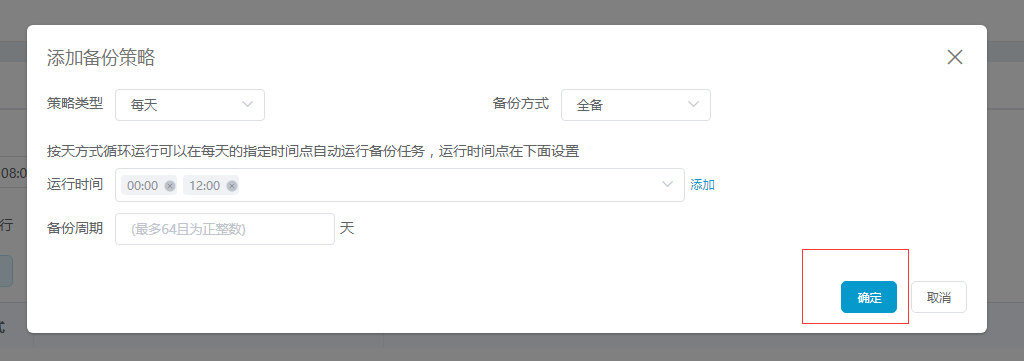 添加备份策略
策略类型 每天 备份方式 全备
按天方式循环运行可以在每天的指定时间点自动运行备份任务，运行时间点在下面设置
:08:0
运行时间 00:00 12:00 添加
行
备份周期 (最多64且为正整数) 天
确定 取消